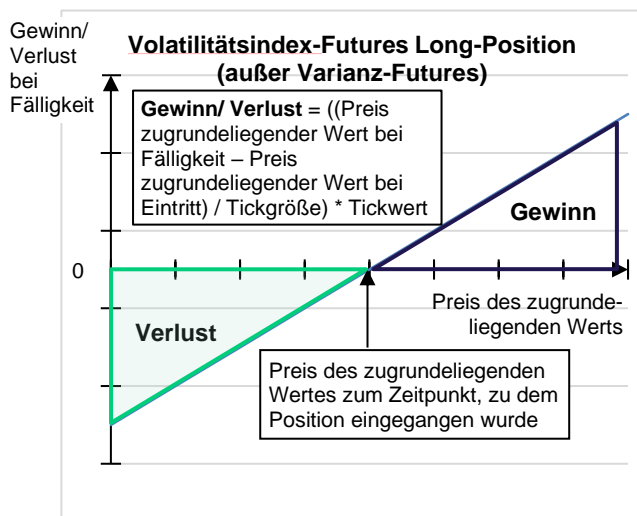 Gewinn/
Verlust
bei
Fälligkeit
Volatilitätsindex-Futures Long-Position
(außer Varianz-Futures)
Gewinn/ Verlust = ((Preis
zugrundeliegender Wert bei
Fälligkeit – Preis
zugrundeliegender Wert bei
Eintritt) / Tickgröße) * Tickwert
Gewinn
0
Preis des zugrunde-
liegenden Werts
Verlust
Preis des zugrundeliegenden
Wertes zum Zeitpunkt, zu dem
Position eingegangen wurde